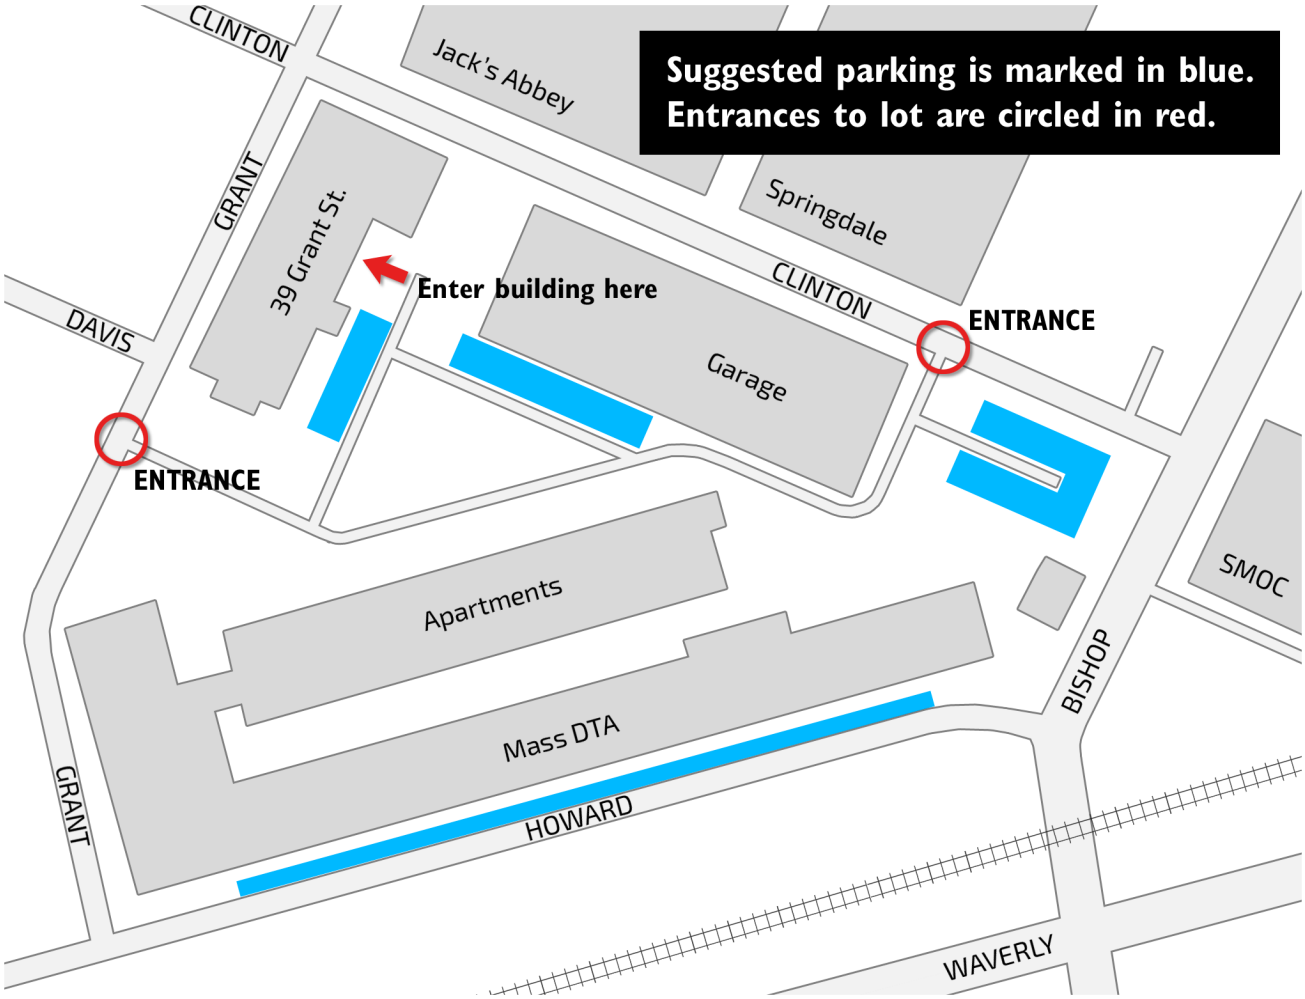 CLINTON
Jack's Abbey
Suggested parking is marked in blue.
Entrances to lot are circled in red.
GRANT
39 Grant St.
Springdale
Enter building here
CLINTON
ENTRANCE
DAVIS
Garage
ENTRANCE
SMOC
Apartments
BISHOP
Mass DTA
GRANT
HOWARD
WAVERLY